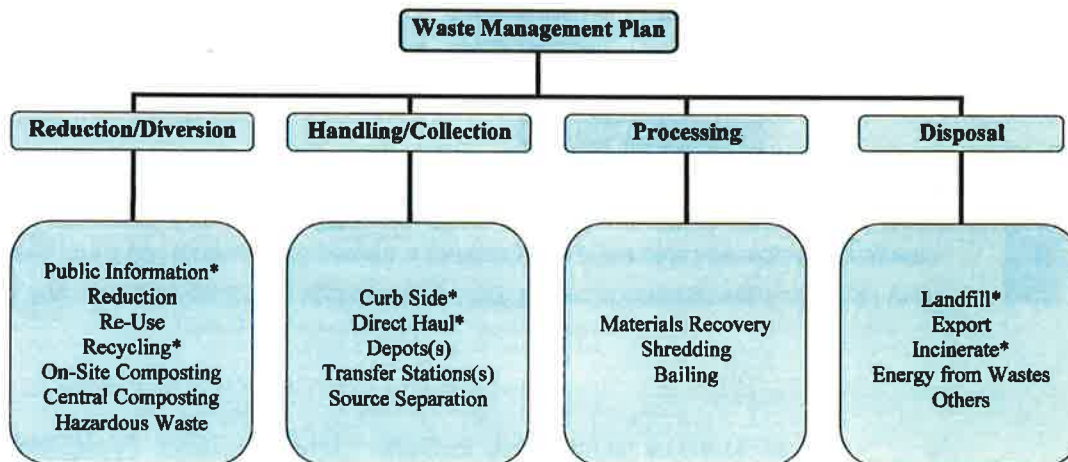 Waste Management Plan
Reduction/Diversion
Handling/Collection
Processing
Disposal
Public Information*
Reduction
Re-Use
Recycling*
On-Site Composting
Central Composting
Hazardous Waste
Curb Side*
Direct Haul*
Depots(s)
Transfer Stations(s)
Source Separation
Materials Recovery
Shredding
Bailing
Landfill*
Export
Incinerate*
Energy from Wastes
Others